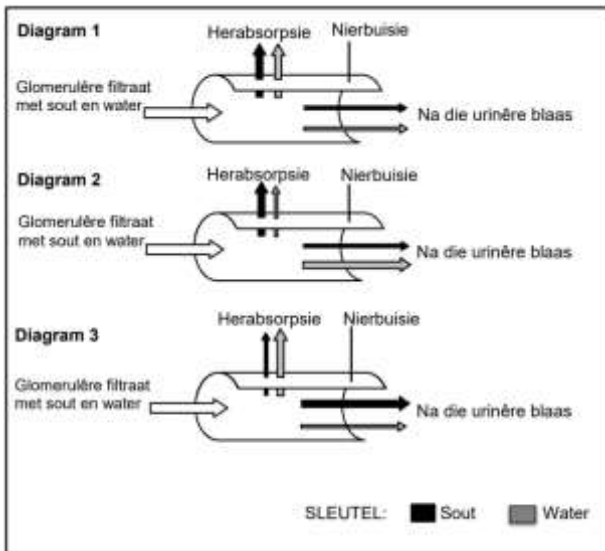 Diagram 1
Herabsorpsie
Nierbuisie
Glomerulêre filtraat
met sout en water
Na die urinêre blaas
Diagram 2
Herabsorpsie
Nierbuisie
Glomerulêre filtraat
met sout en water
Na die urinêre blaas
Diagram 3
Herabsorpsie
Nierbuisie
Glomerulêre filtraat
met sout en water
Na die urinêre blaas
SLEUTEL: Sout Water